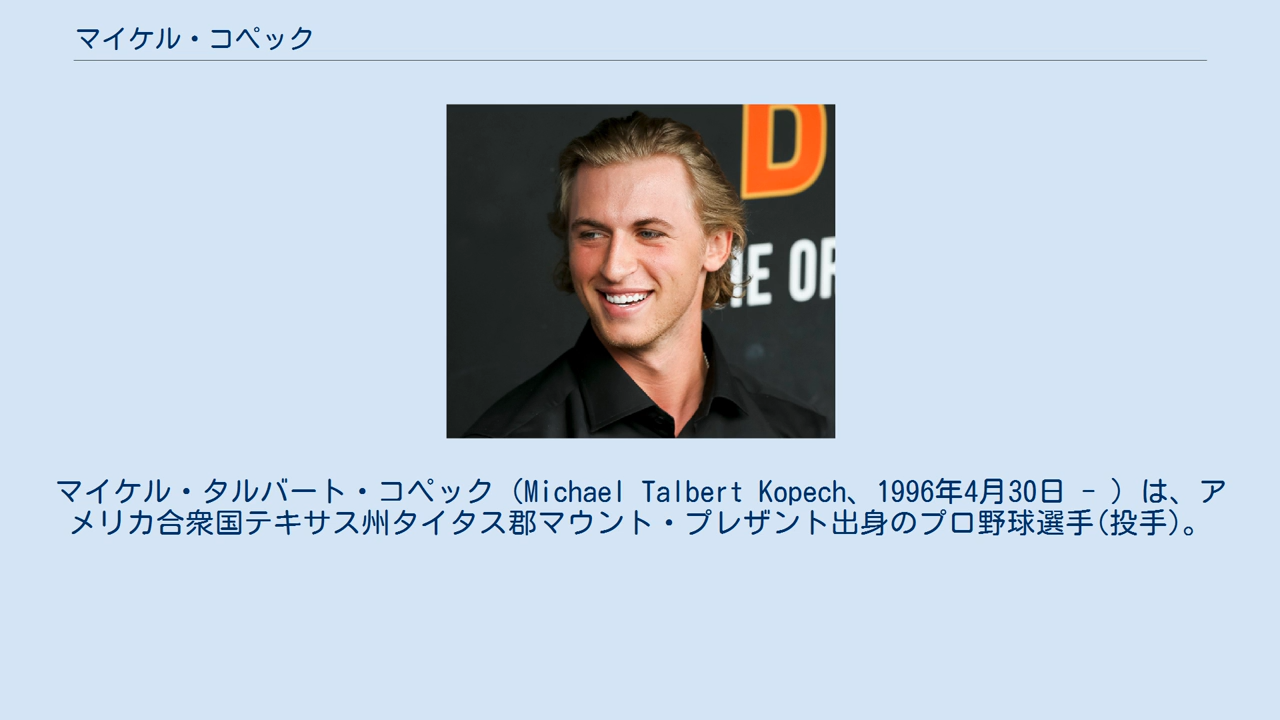 マイケル・コペック
D
IE OF
マイケル・タルバート・コペック（Michael Talbert Kopech、1996年4月30日 - ）は、ア
メリカ合衆国テキサス州タイタス郡マウント・プレザント出身のプロ野球選手(投手)。